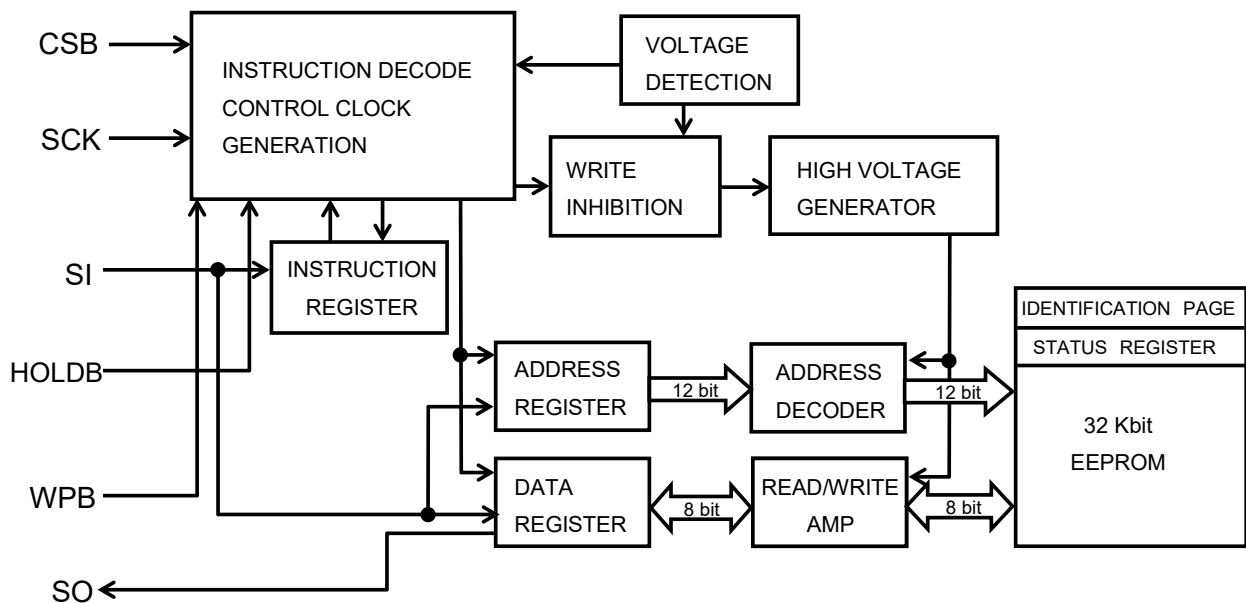 CSB
SCK
SI
HOLDB
WPB
SO
INSTRUCTION DECODE
CONTROL CLOCK
GENERATION
VOLTAGE
DETECTION
WRITE
INHIBITION
HIGH VOLTAGE
GENERATOR
INSTRUCTION
REGISTER
ADDRESS
REGISTER
12 bit
ADDRESS
DECODER
12 bit
DATA
REGISTER
8 bit
READ/WRITE
AMP
8 bit
IDENTIFICATION PAGE
STATUS REGISTER
32 Kbit
EEPROM